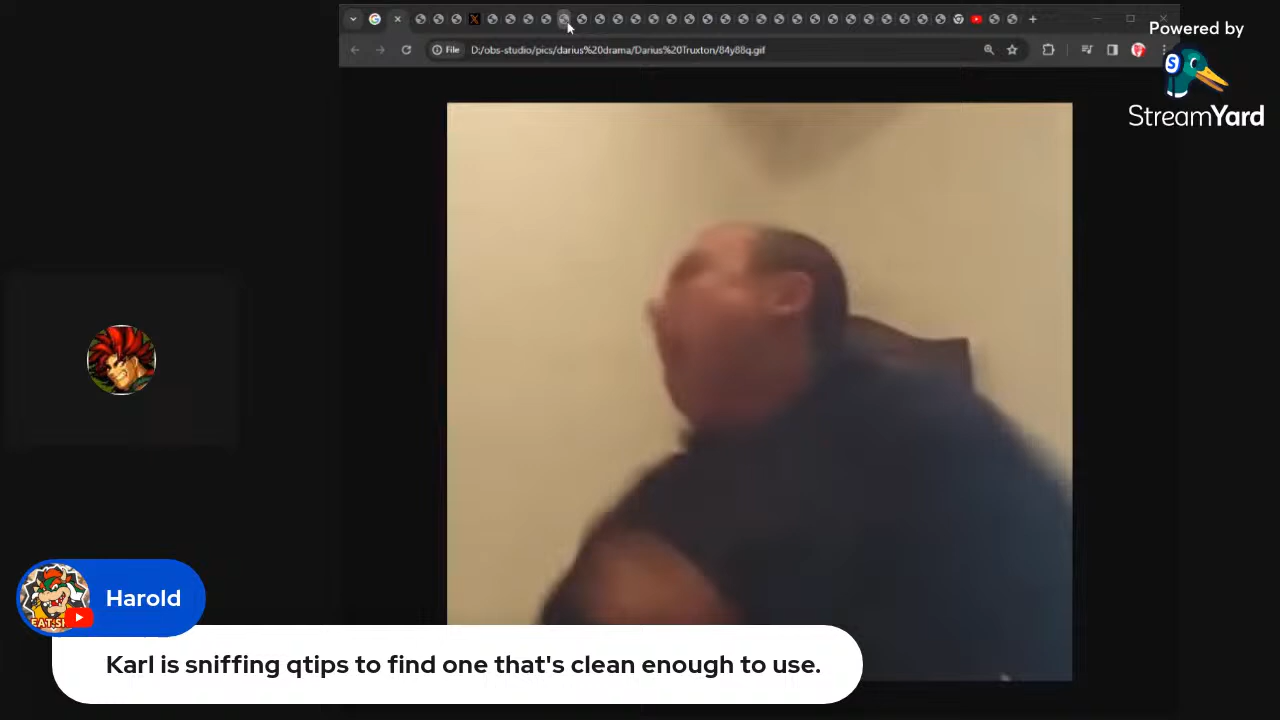 File D:/obs-studio/pics/darius%20drama/Darius%20Truxton/84y88q.gif
Powered by
StreamYard
Harold
Karl is sniffing qtips to find one that's clean enough to use.